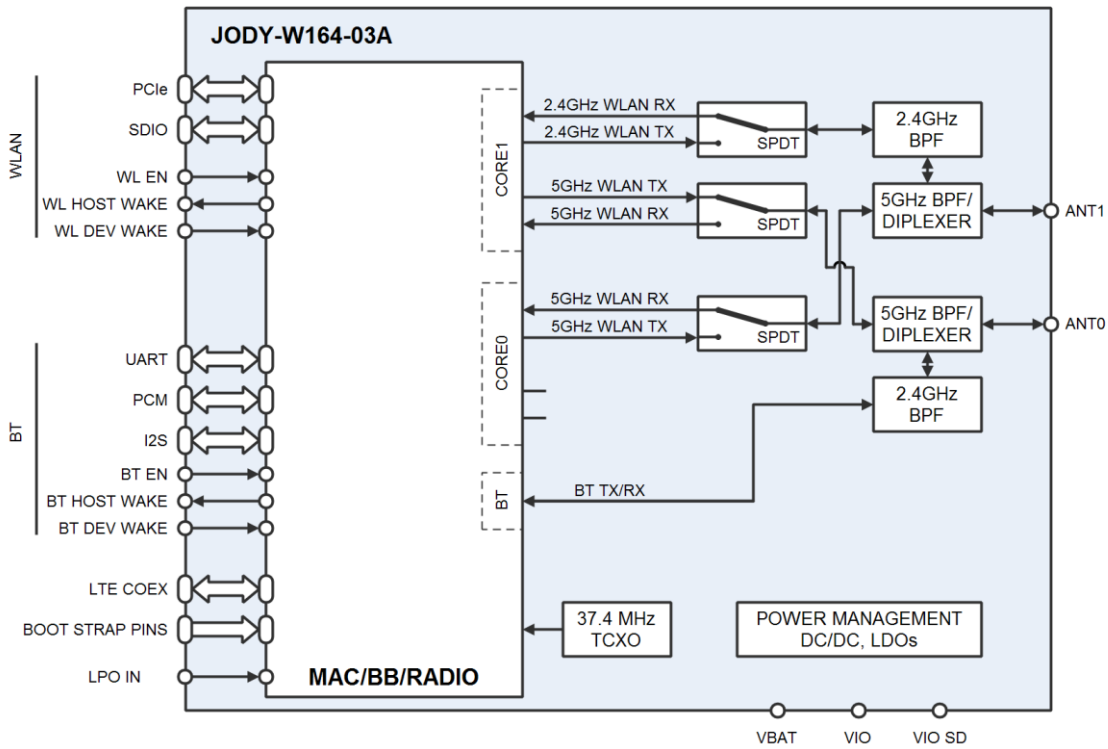 JODY-W164-03A
WLAN
PCIe
SDIO
WL EN
WL HOST WAKE
WL DEV WAKE
BT
UART
PCM
I2S
BT EN
BT HOST WAKE
BT DEV WAKE
LTE COEX
BOOT STRAP PINS
LPO IN
MAC/BB/RADIO
CORE1
CORE0
BT
2.4GHz WLAN RX
2.4GHz WLAN TX
SPDT
5GHz WLAN TX
5GHz WLAN RX
SPDT
5GHz WLAN RX
5GHz WLAN TX
SPDT
BT TX/RX
2.4GHz
BPF
5GHz BPF/
DIPLEXER
ANT1
5GHz BPF/
DIPLEXER
ANT0
2.4GHz
BPF
37.4 MHz
TCXO
POWER MANAGEMENT
DC/DC, LDOs
VBAT
VIO
VIO SD